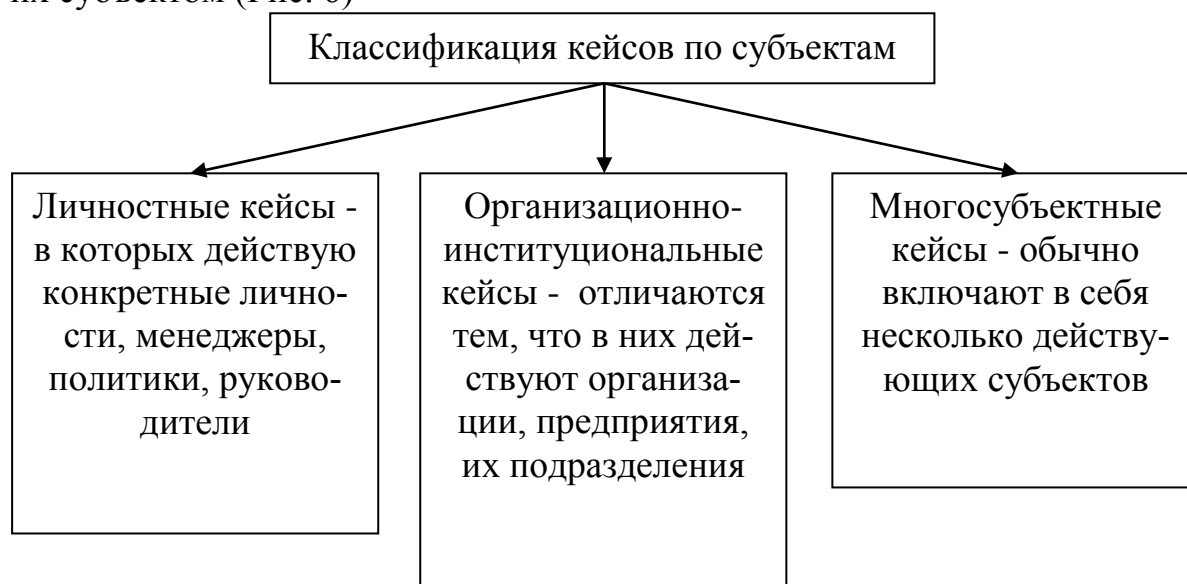 их субъектом (Рис. 6)
Классификация кейсов по субъектам
Личностные кейсы -
в которых действую
конкретные лично-
сти, менеджеры,
политики, руково-
дители
Организационно-
институциональные
кейсы -  отличаются
тем, что в них дей-
ствуют организа-
ции, предприятия,
их подразделения
Многосубъектные
кейсы - обычно
включают в себя
несколько действу-
ющих субъектов